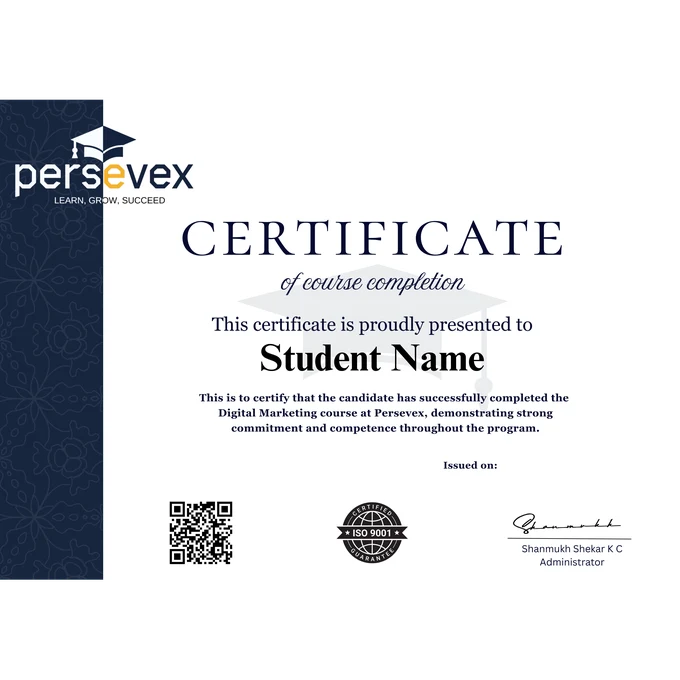 persevex
LEARN, GROW, SUCCEED
CERTIFICATE
of course completion
This certificate is proudly presented to
Student Name
This is to certify that the candidate has successfully completed the
Digital Marketing course at Persevex, demonstrating strong
commitment and competence throughout the program.
Issued on:
CERTIFIED
ISO 9001
GUARANTEE
Shanmukh
Shanmukh Shekar K C
Administrator